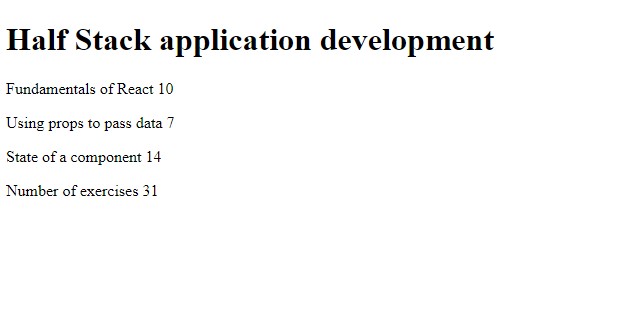 Half Stack application development
Fundamentals of React 10
Using props to pass data 7
State of a component 14
Number of exercises 31